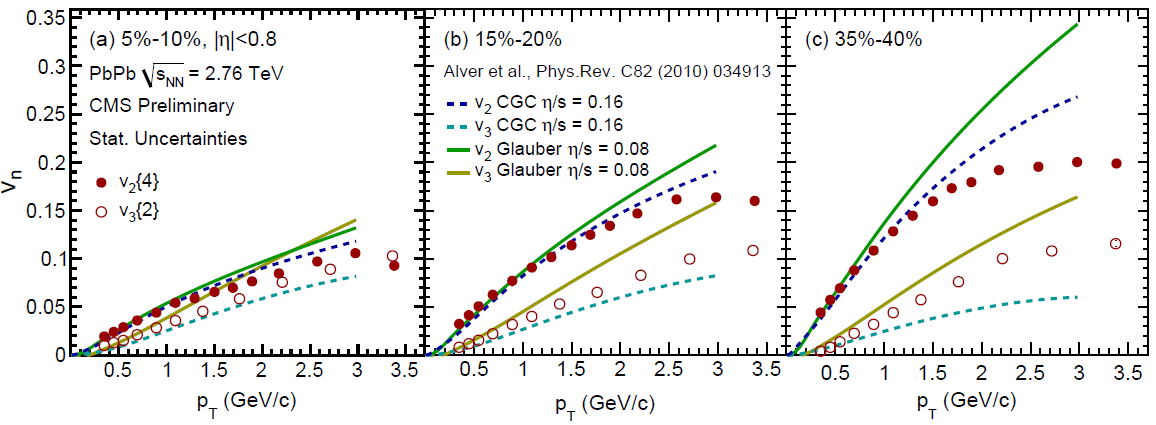 (a) 5%-10%, |η|<0.8
PbPb √sNN = 2.76 TeV
CMS Preliminary
Stat. Uncertainties
v2{4}
v3{2}
(b) 15%-20%
Alver et al., Phys.Rev. C82 (2010) 034913
v2 CGC η/s = 0.16
v3 CGC η/s = 0.16
v2 Glauber η/s = 0.08
v3 Glauber η/s = 0.08
(c) 35%-40%
vn
0.35
0.3
0.25
0.2
0.15
0.1
0.05
0
0.5 1 1.5 2 2.5 3 3.5
0.5 1 1.5 2 2.5 3 3.5
0.5 1 1.5 2 2.5 3 3.5
pT (GeV/c)
pT (GeV/c)
pT (GeV/c)